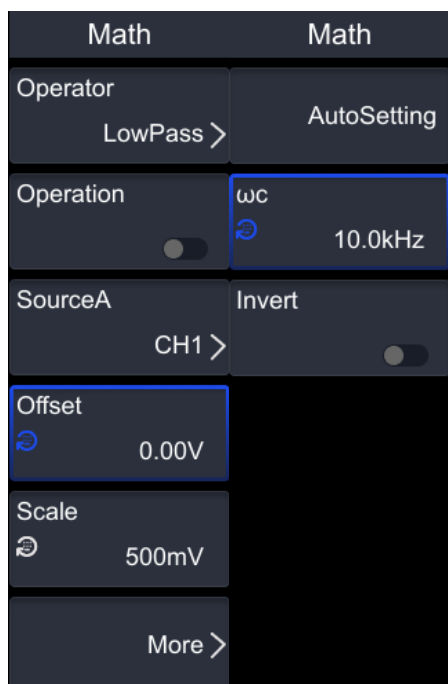 Math
Operator
LowPass
Operation
SourceA
CH1
Offset
0.00V
Scale
500mV
More
Math
AutoSetting
ωc
10.0kHz
Invert